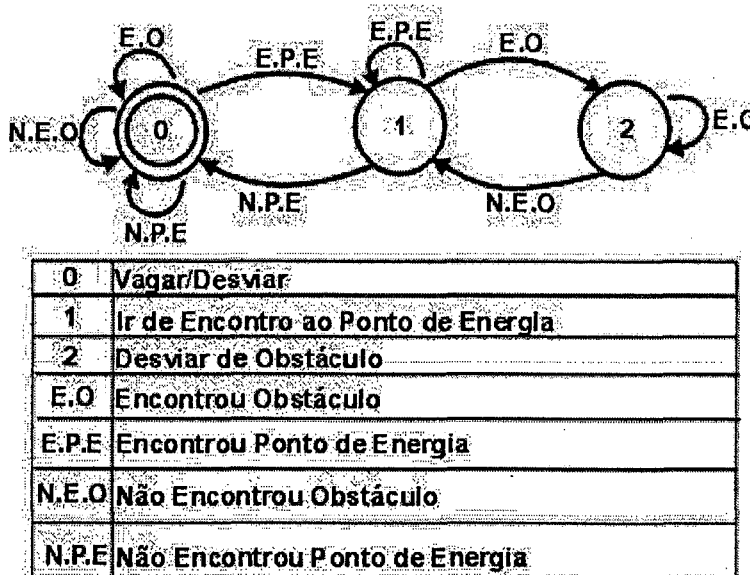 E.O
E.P.E
E.P.E
E.O
N.E.O
0
1
2
E.O
N.P.E
N.P.E
N.E.O
0 Vagar/Desviar
1 Ir de Encontro ao Ponto de Energia
2 Desviar de Obstáculo
E.O Encontrou Obstáculo
E.P.E Encontrou Ponto de Energia
N.E.O Não Encontrou Obstáculo
N.P.E Não Encontrou Ponto de Energia